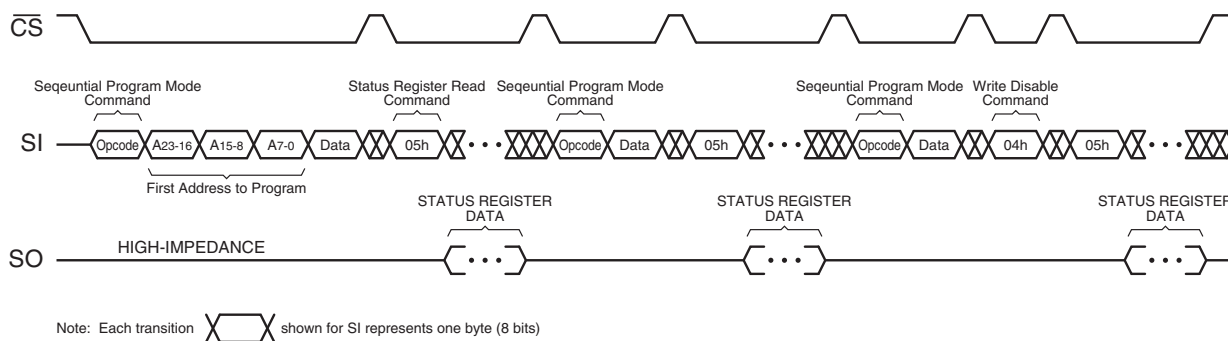 CS
Seqeuntial Program Mode
Command
Status Register Read
Command
Seqeuntial Program Mode
Command
Seqeuntial Program Mode
Command
Write Disable
Command
SI
Opcode
A23-16
A15-8
A7-0
Data
05h
Opcode
Data
05h
Opcode
Data
04h
05h
First Address to Program
STATUS REGISTER
DATA
STATUS REGISTER
DATA
STATUS REGISTER
DATA
SO
HIGH-IMPEDANCE
Note: Each transition shown for SI represents one byte (8 bits)